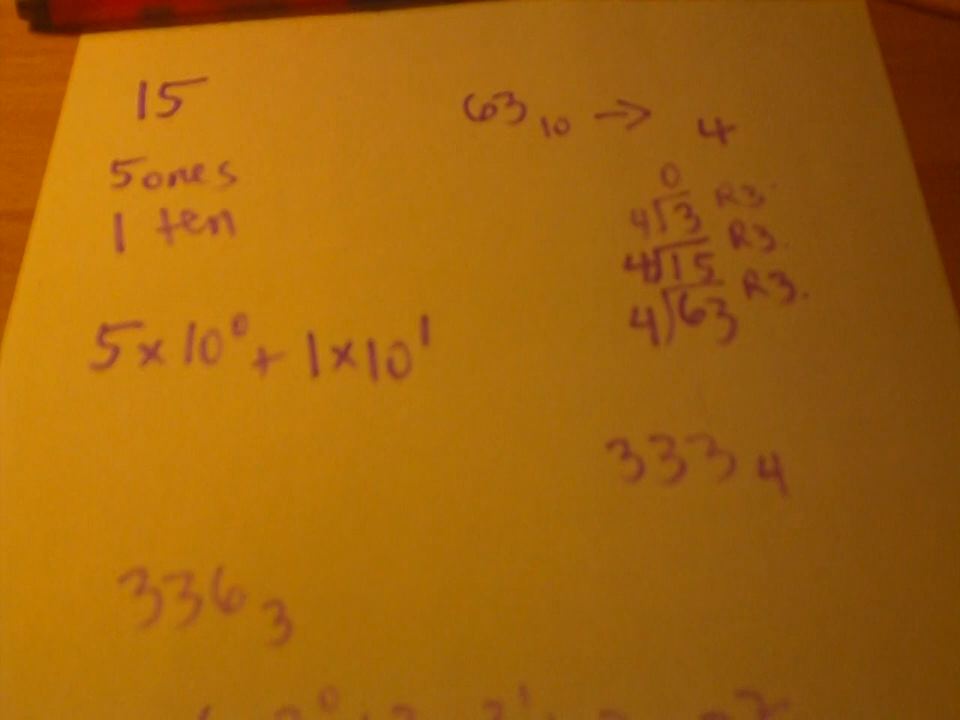 15
5 ones
1 ten
5 × 10⁰ + 1 × 10¹
63₁₀ → 4
0
4)3 R3.
4)15 R3.
4)63 R3.
333₄
336₃